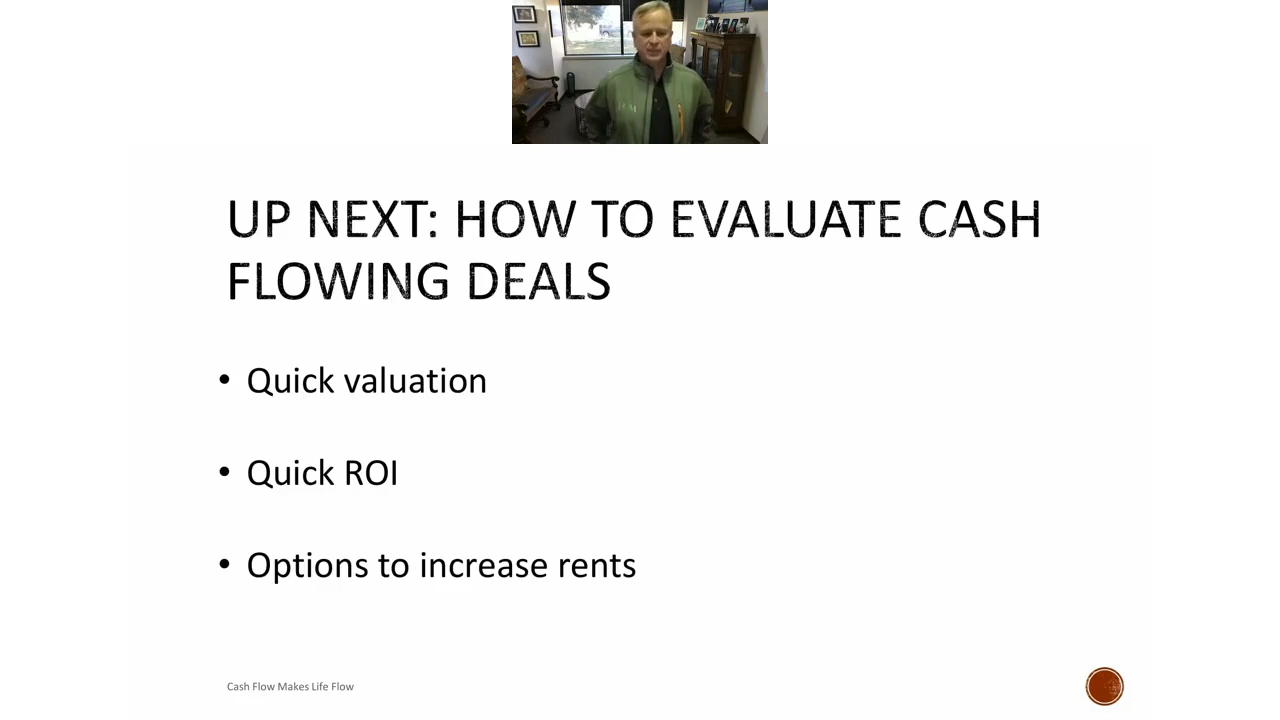 UP NEXT: HOW TO EVALUATE CASH
FLOWING DEALS
• Quick valuation
• Quick ROI
• Options to increase rents
Cash Flow Makes Life Flow